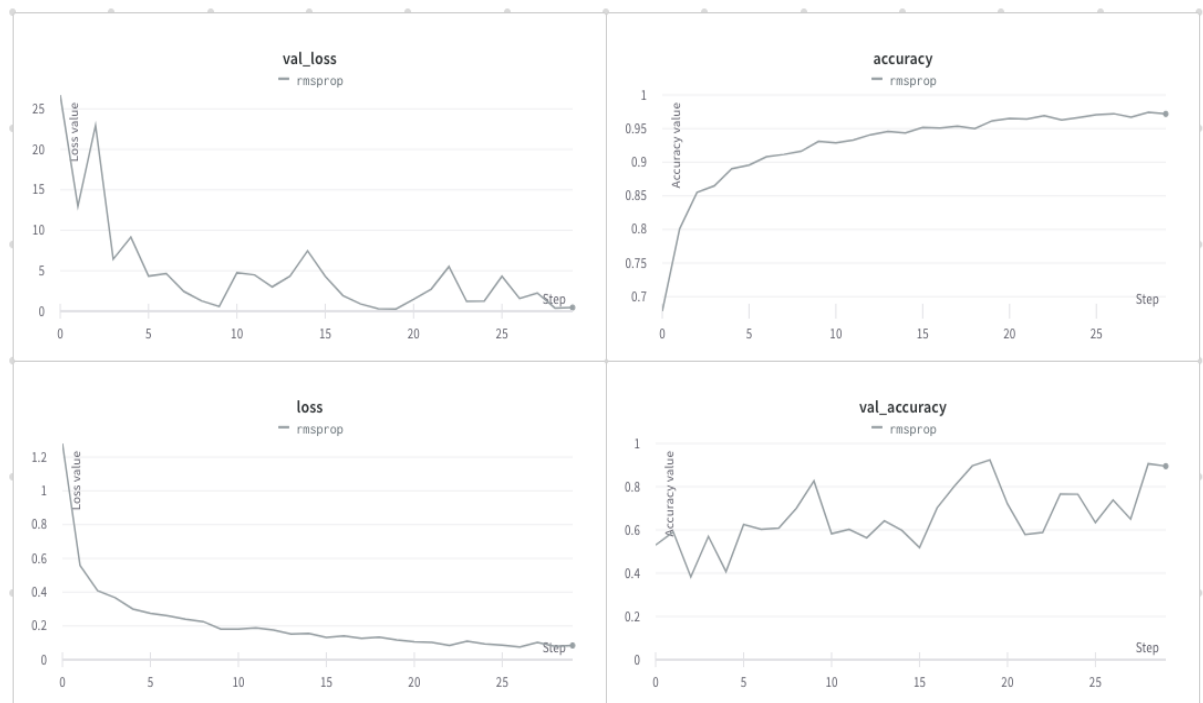 val_loss
rmsprop
Loss value
25
20
15
10
5
0
Step
0 5 10 15 20 25
accuracy
rmsprop
Accuracy value
1
0.95
0.9
0.85
0.8
0.75
0.7
Step
0 5 10 15 20 25
loss
rmsprop
Loss value
1.2
1
0.8
0.6
0.4
0.2
0
Step
0 5 10 15 20 25
val_accuracy
rmsprop
Accuracy value
1
0.8
0.6
0.4
0.2
0
Step
0 5 10 15 20 25